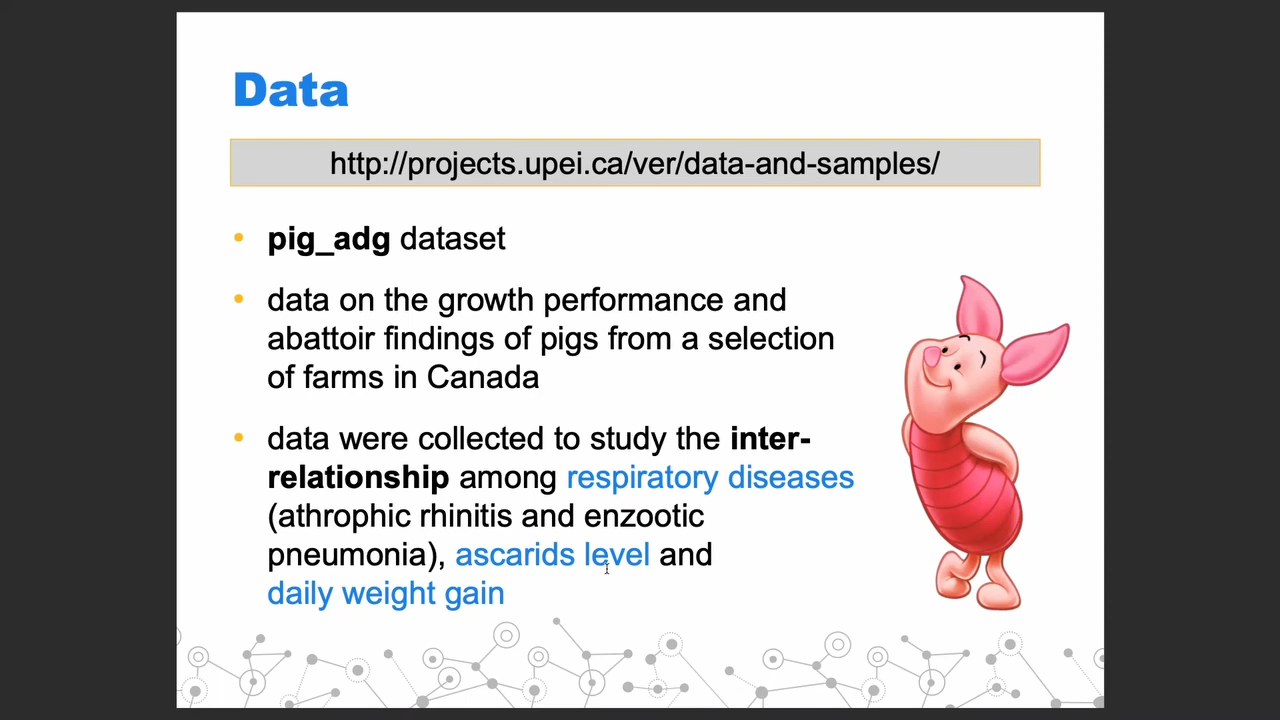 Data
http://projects.upei.ca/ver/data-and-samples/
• pig_adg dataset
• data on the growth performance and
abattoir findings of pigs from a selection
of farms in Canada
• data were collected to study the inter-
relationship among respiratory diseases
(athrophic rhinitis and enzootic
pneumonia), ascarids level and
daily weight gain